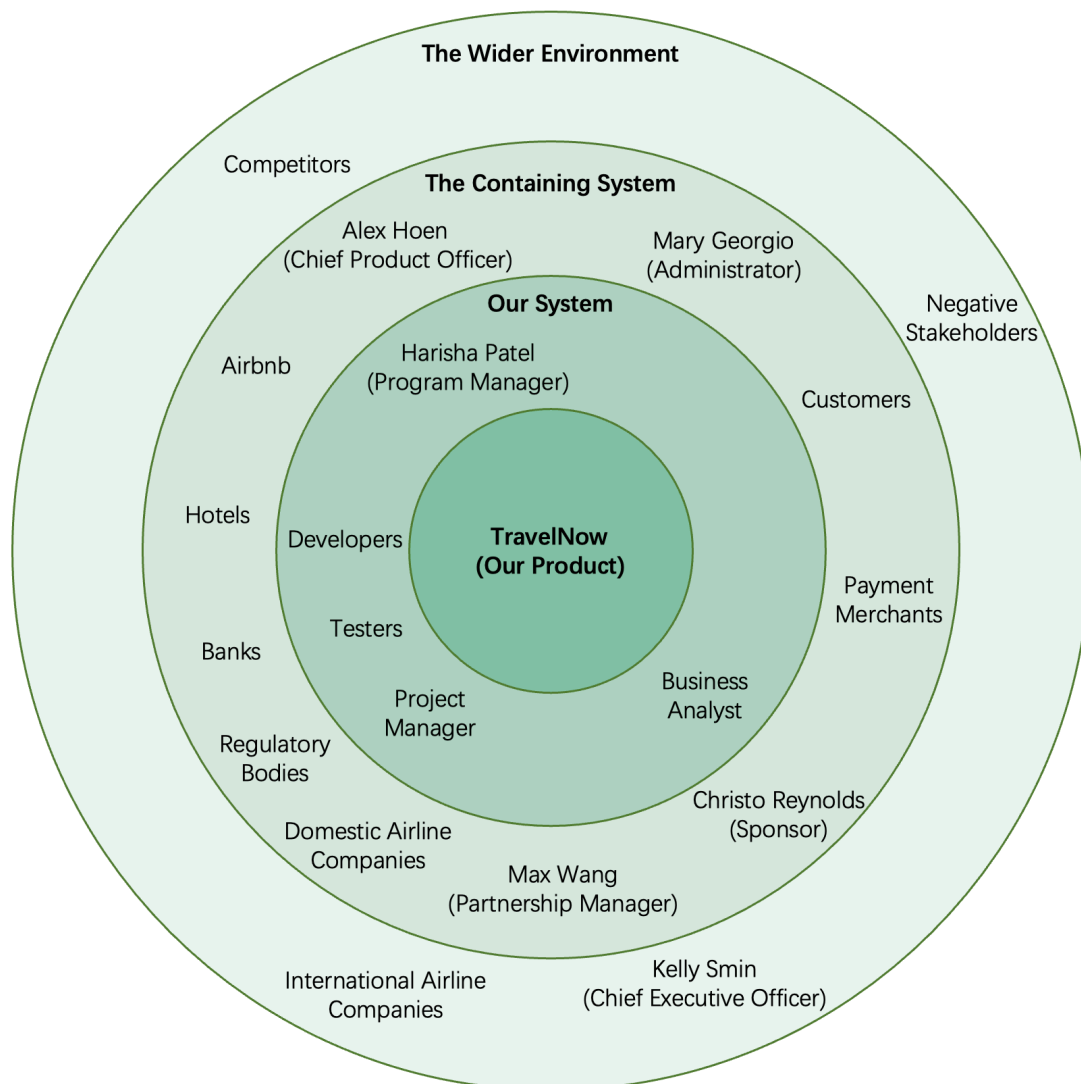 The Wider Environment
Competitors
The Containing System
Alex Hoen
(Chief Product Officer)
Mary Georgio
(Administrator)
Negative
Stakeholders
Our System
Harisha Patel
(Program Manager)
Airbnb
Customers
Hotels
Developers
TravelNow
(Our Product)
Payment
Merchants
Testers
Banks
Project
Manager
Business
Analyst
Regulatory
Bodies
Christo Reynolds
(Sponsor)
Domestic Airline
Companies
Max Wang
(Partnership Manager)
International Airline
Companies
Kelly Smin
(Chief Executive Officer)